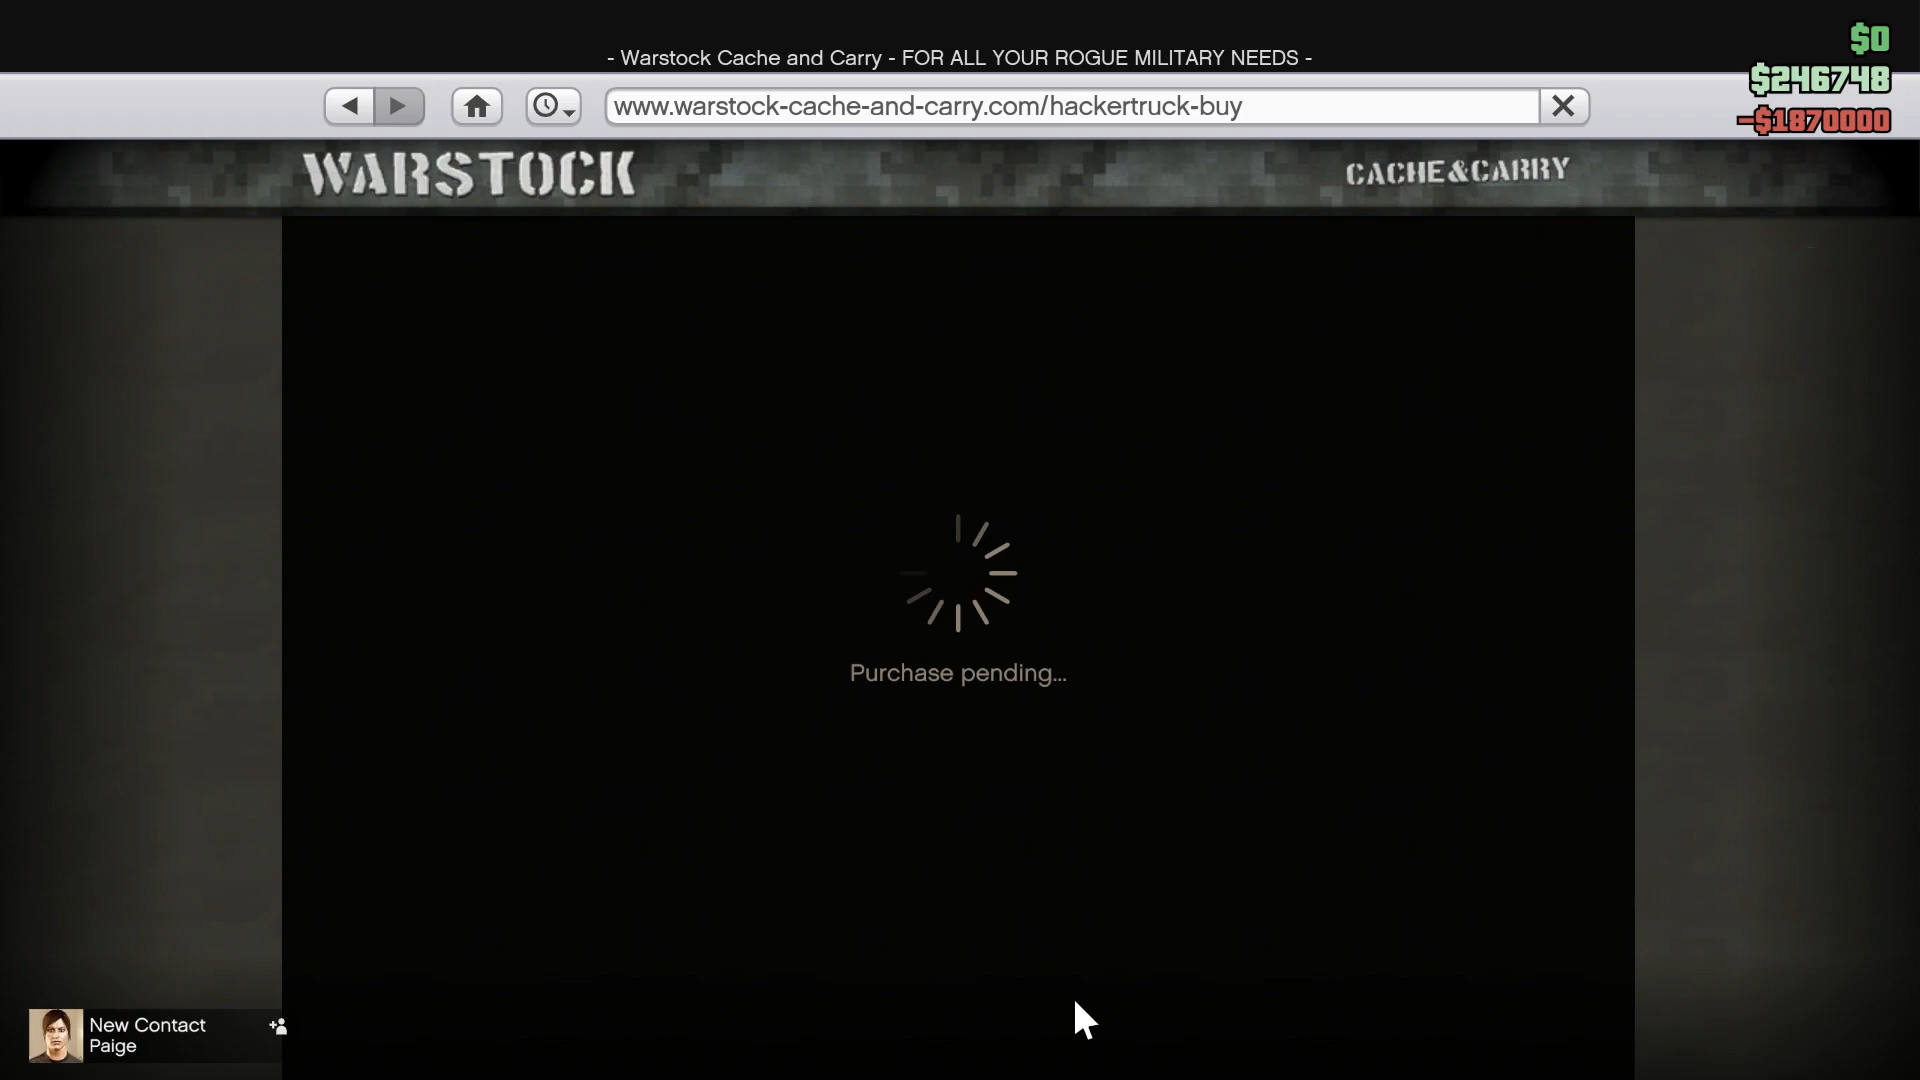 - Warstock Cache and Carry - FOR ALL YOUR ROGUE MILITARY NEEDS -
$0
$246748
-$1870000
www.warstock-cache-and-carry.com/hackertruck-buy
WARSTOCK
CACHE&CARRY
Purchase pending...
New Contact
Paige